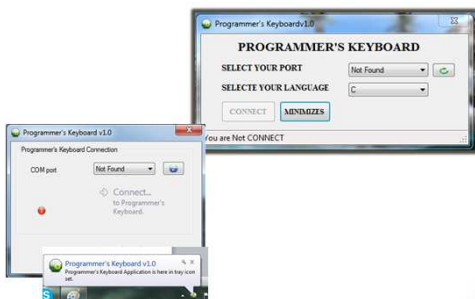 Programmer's Keyboardv1.0
PROGRAMMER'S KEYBOARD
SELECT YOUR PORT
Not Found
SELECTE YOUR LANGUAGE
C
CONNECT
MINIMIZES
You are Not CONNECT
Programmer's Keyboard v1.0
Programmer's Keyboard Connection
COM port
Not Found
Connect...
to Programmer's
Keyboard.
Programmer's Keyboard v1.0
Programmer's Keyboard Application is here in tray icon
set.